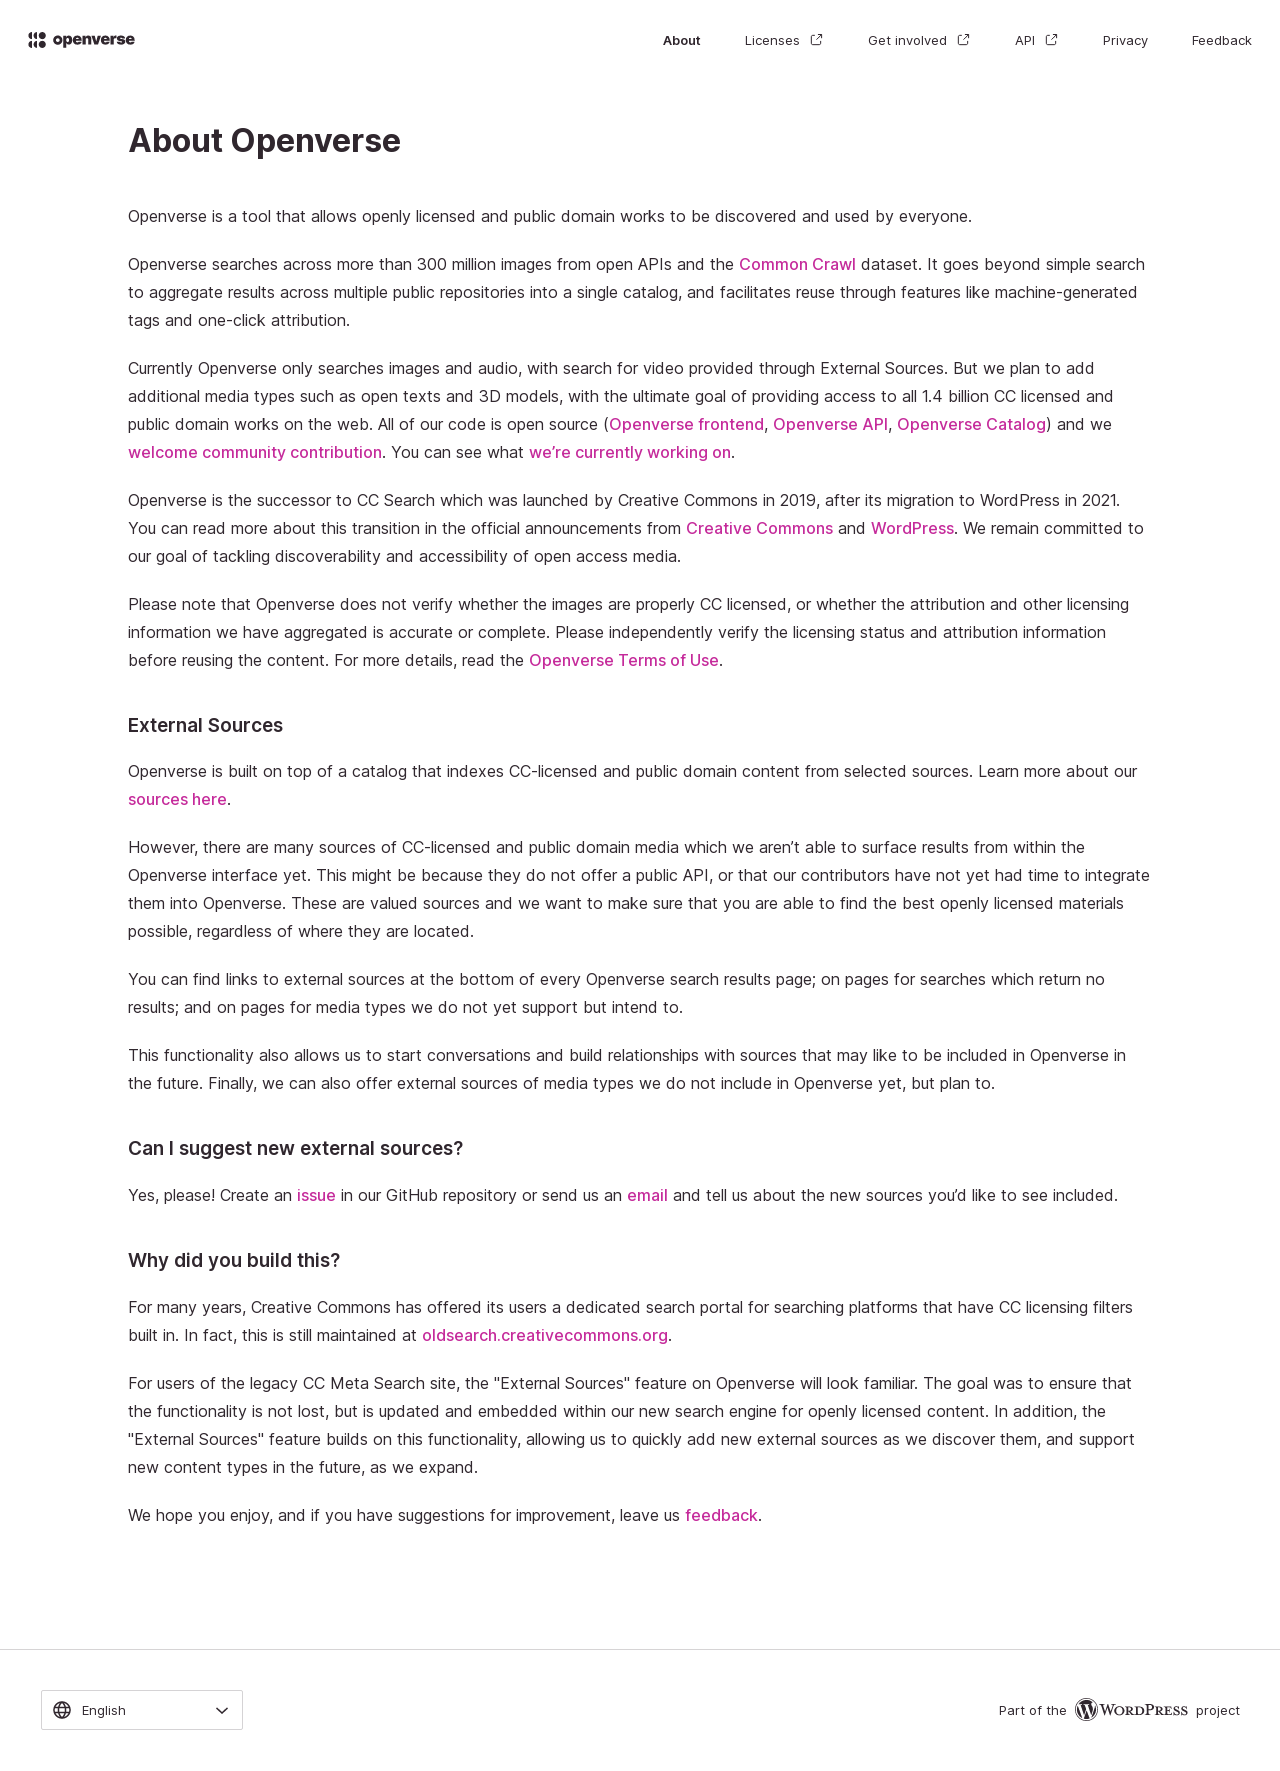 openverse
About
Licenses
Get involved
API
Privacy
Feedback
About Openverse
Openverse is a tool that allows openly licensed and public domain works to be discovered and used by everyone.
Openverse searches across more than 300 million images from open APIs and the Common Crawl dataset. It goes beyond simple search
to aggregate results across multiple public repositories into a single catalog, and facilitates reuse through features like machine-generated
tags and one-click attribution.
Currently Openverse only searches images and audio, with search for video provided through External Sources. But we plan to add
additional media types such as open texts and 3D models, with the ultimate goal of providing access to all 1.4 billion CC licensed and
public domain works on the web. All of our code is open source (Openverse frontend, Openverse API, Openverse Catalog) and we
welcome community contribution. You can see what we’re currently working on.
Openverse is the successor to CC Search which was launched by Creative Commons in 2019, after its migration to WordPress in 2021.
You can read more about this transition in the official announcements from Creative Commons and WordPress. We remain committed to
our goal of tackling discoverability and accessibility of open access media.
Please note that Openverse does not verify whether the images are properly CC licensed, or whether the attribution and other licensing
information we have aggregated is accurate or complete. Please independently verify the licensing status and attribution information
before reusing the content. For more details, read the Openverse Terms of Use.
External Sources
Openverse is built on top of a catalog that indexes CC-licensed and public domain content from selected sources. Learn more about our
sources here.
However, there are many sources of CC-licensed and public domain media which we aren’t able to surface results from within the
Openverse interface yet. This might be because they do not offer a public API, or that our contributors have not yet had time to integrate
them into Openverse. These are valued sources and we want to make sure that you are able to find the best openly licensed materials
possible, regardless of where they are located.
You can find links to external sources at the bottom of every Openverse search results page; on pages for searches which return no
results; and on pages for media types we do not yet support but intend to.
This functionality also allows us to start conversations and build relationships with sources that may like to be included in Openverse in
the future. Finally, we can also offer external sources of media types we do not include in Openverse yet, but plan to.
Can I suggest new external sources?
Yes, please! Create an issue in our GitHub repository or send us an email and tell us about the new sources you’d like to see included.
Why did you build this?
For many years, Creative Commons has offered its users a dedicated search portal for searching platforms that have CC licensing filters
built in. In fact, this is still maintained at oldsearch.creativecommons.org.
For users of the legacy CC Meta Search site, the "External Sources" feature on Openverse will look familiar. The goal was to ensure that
the functionality is not lost, but is updated and embedded within our new search engine for openly licensed content. In addition, the
"External Sources" feature builds on this functionality, allowing us to quickly add new external sources as we discover them, and support
new content types in the future, as we expand.
We hope you enjoy, and if you have suggestions for improvement, leave us feedback.
English
Part of the WORDPRESS project